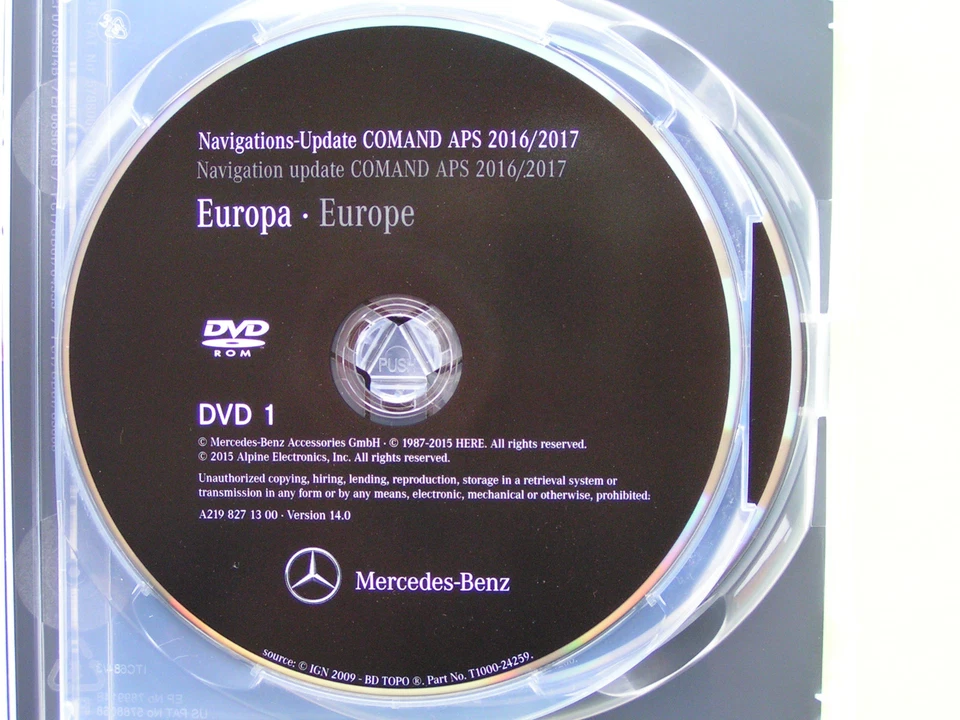 Navigations-Update COMAND APS 2016/2017
Navigation update COMAND APS 2016/2017
Europa · Europe
DVD
ROM
PUSH
DVD 1
© Mercedes-Benz Accessories GmbH · © 1987-2015 HERE. All rights reserved.
© 2015 Alpine Electronics, Inc. All rights reserved.
Unauthorized copying, hiring, lending, reproduction, storage in a retrieval system or
transmission in any form or by any means, electronic, mechanical or otherwise, prohibited:
A219 827 13 00 · Version 14.0
Mercedes-Benz
source: © IGN 2009 - BD TOPO ®. Part No. T1000-24259.